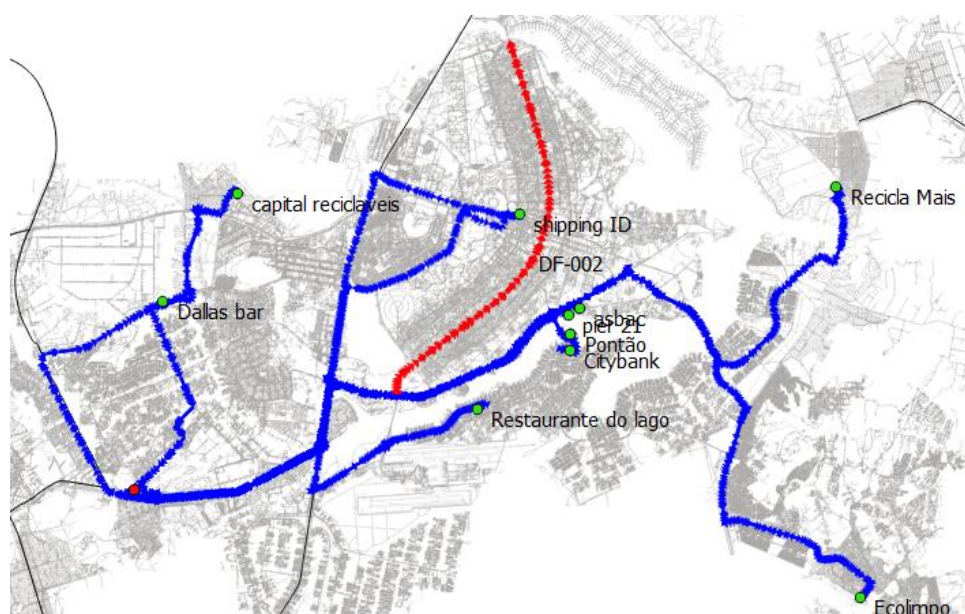 capital reciclaveis
Recicla Mais
shipping ID
DF-002
Dallas bar
asbac
pier 21
Pontão
Citybank
Restaurante do lago
Ecolimpo